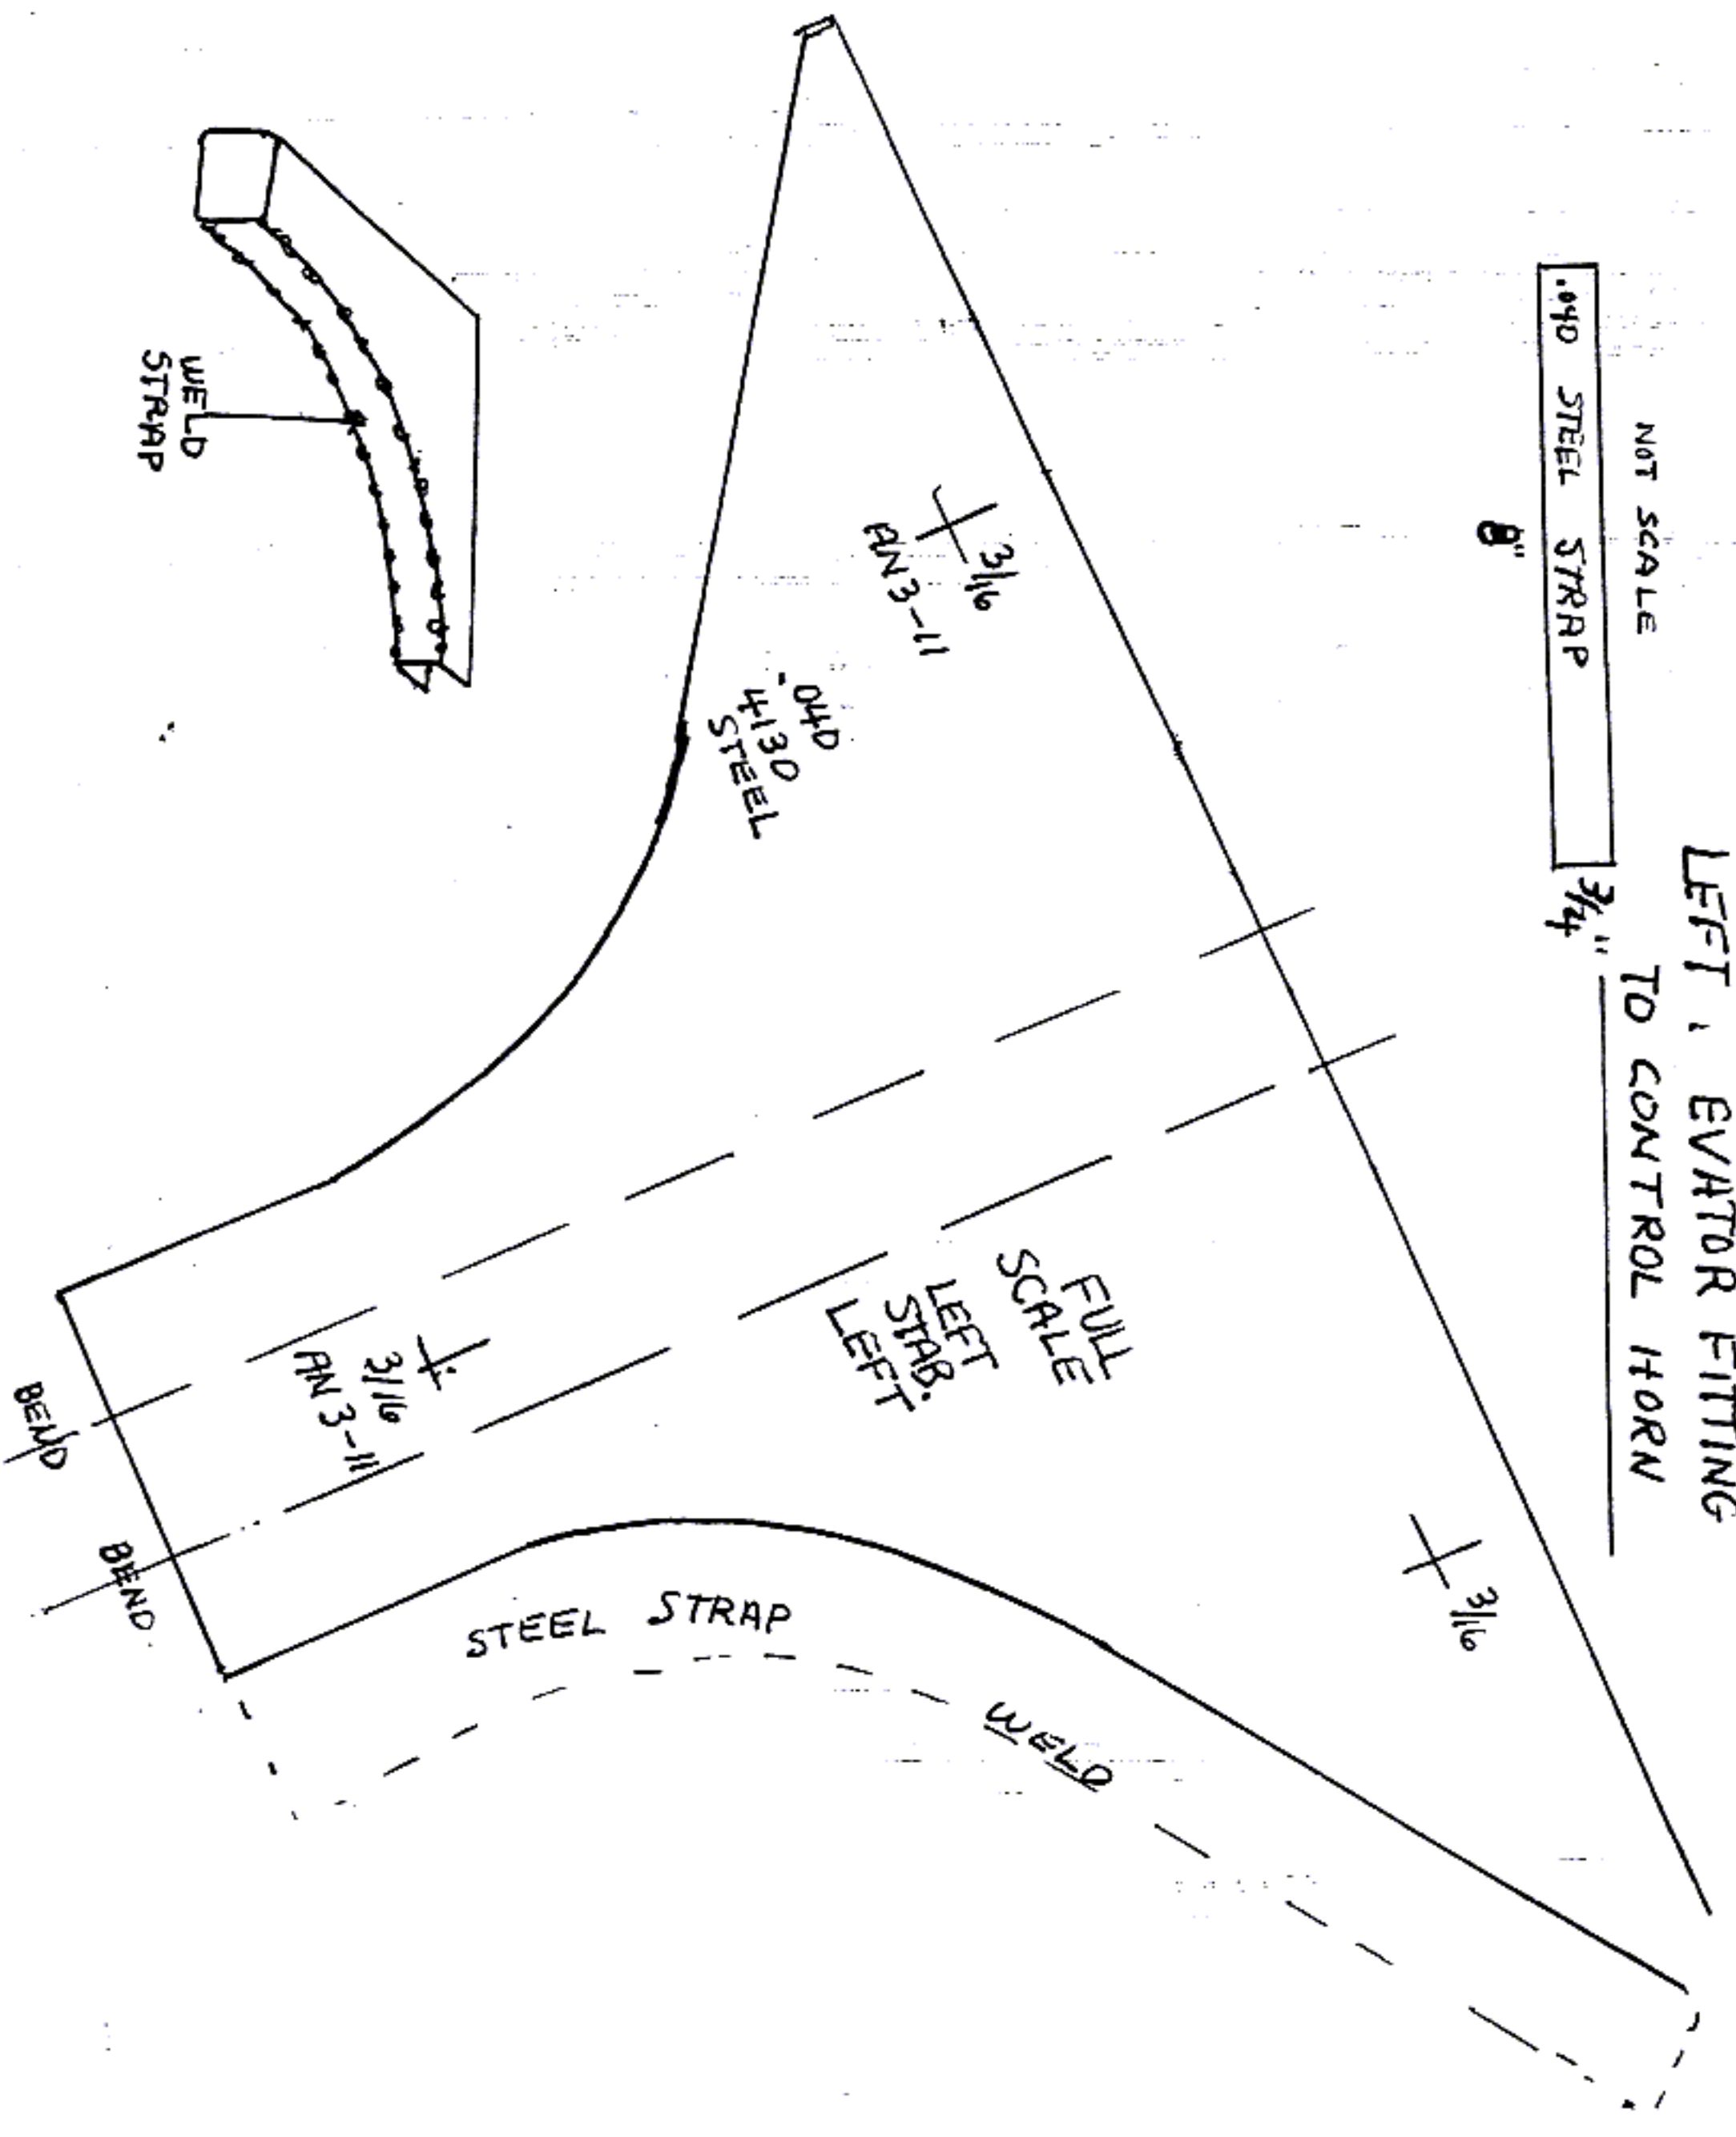 LEFT, EVATOR FITTING
TO CONTROL HORN
NOT SCALE
.040 STEEL STRAP
3/4"
8"
3/16
AN3-11
.040
4130
STEEL
WELD
STRAP
FULL
SCALE
LEFT
STAB.
LEFT
3/16
3/16
AN 3-11
BEND
BEND
STEEL STRAP
WELD